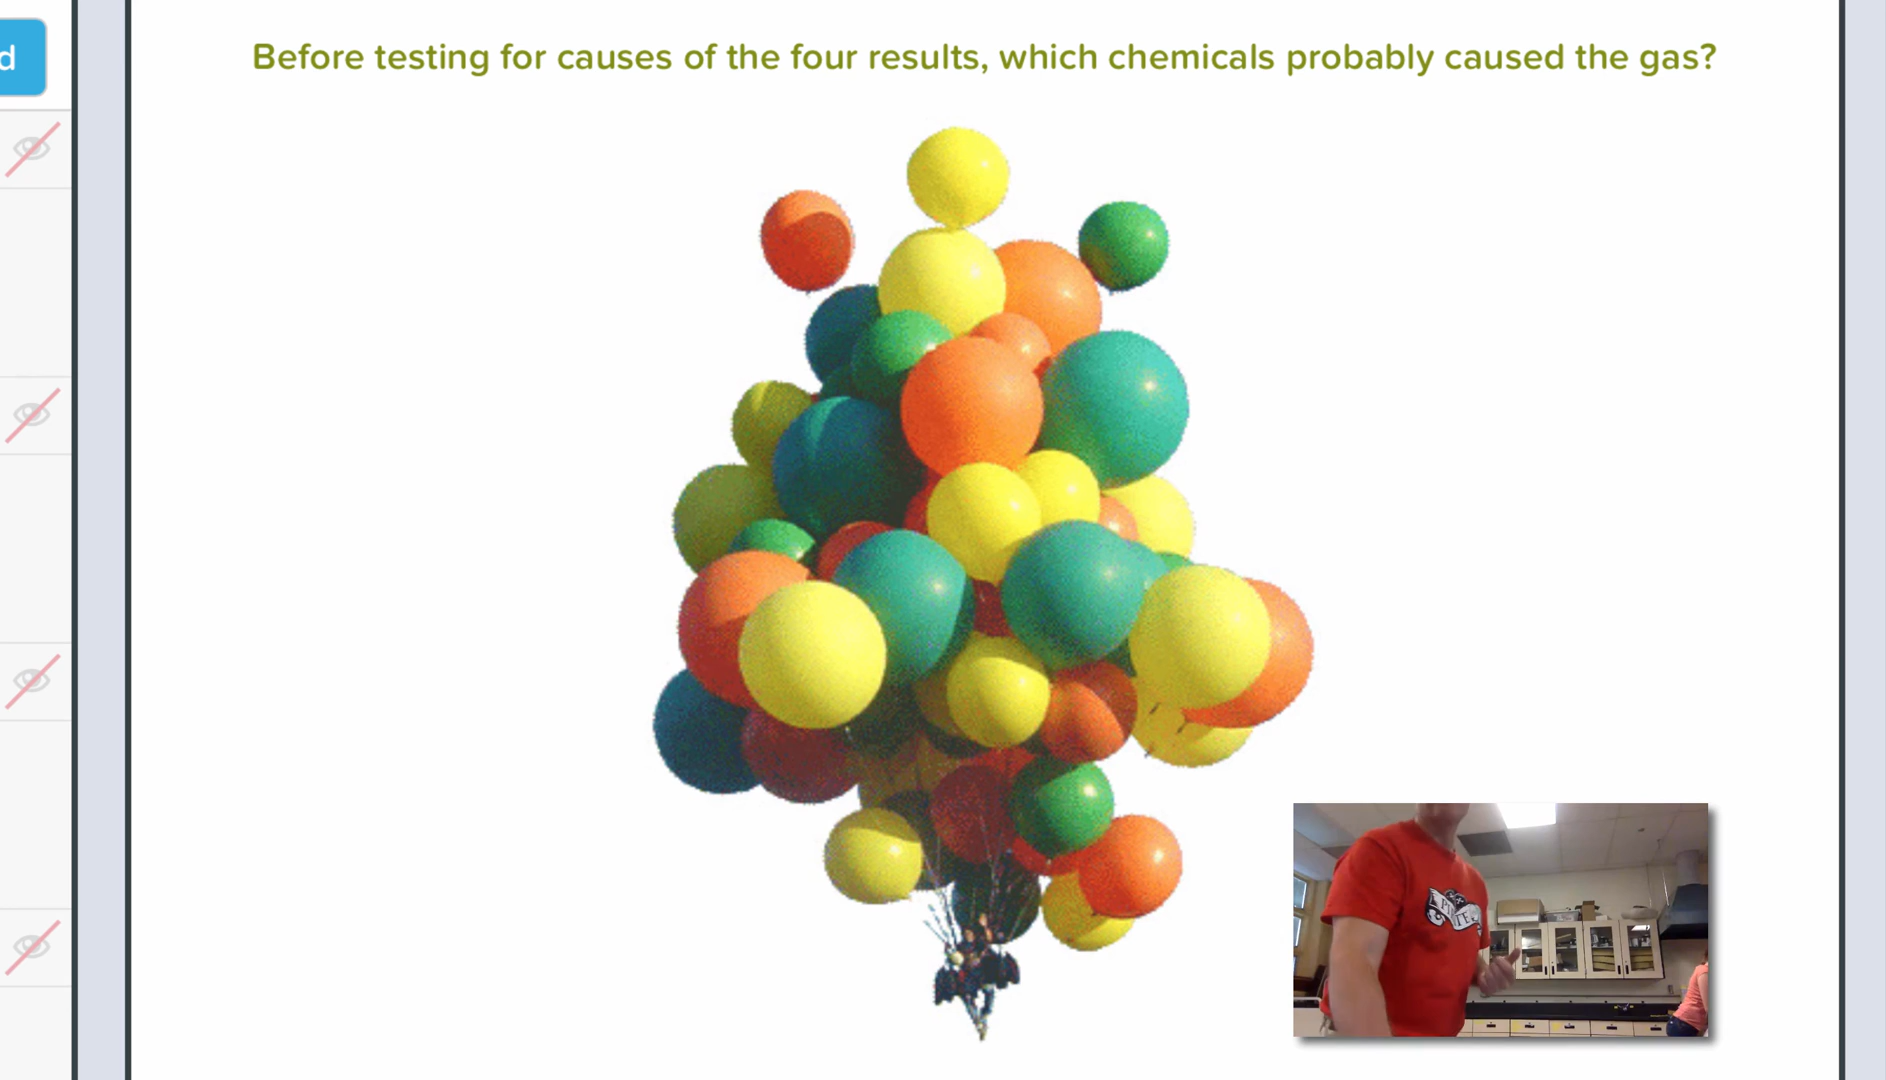 d
Before testing for causes of the four results, which chemicals probably caused the gas?